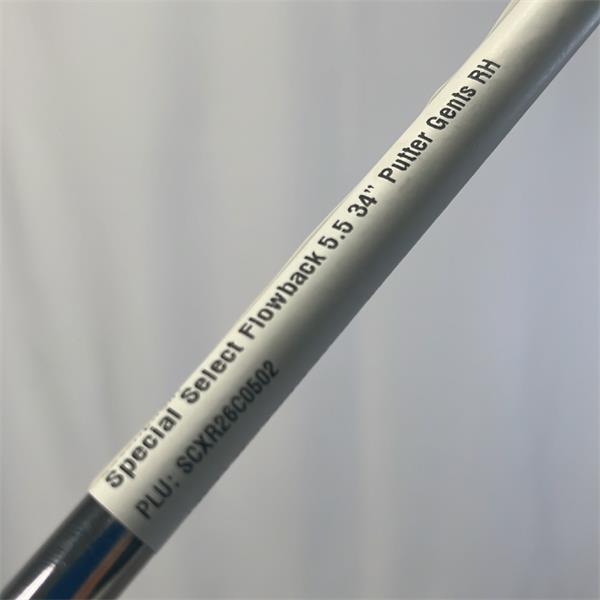 Special Select Flowback 5.5 34" Putter Gents RH
PLU: SCXR26C0502